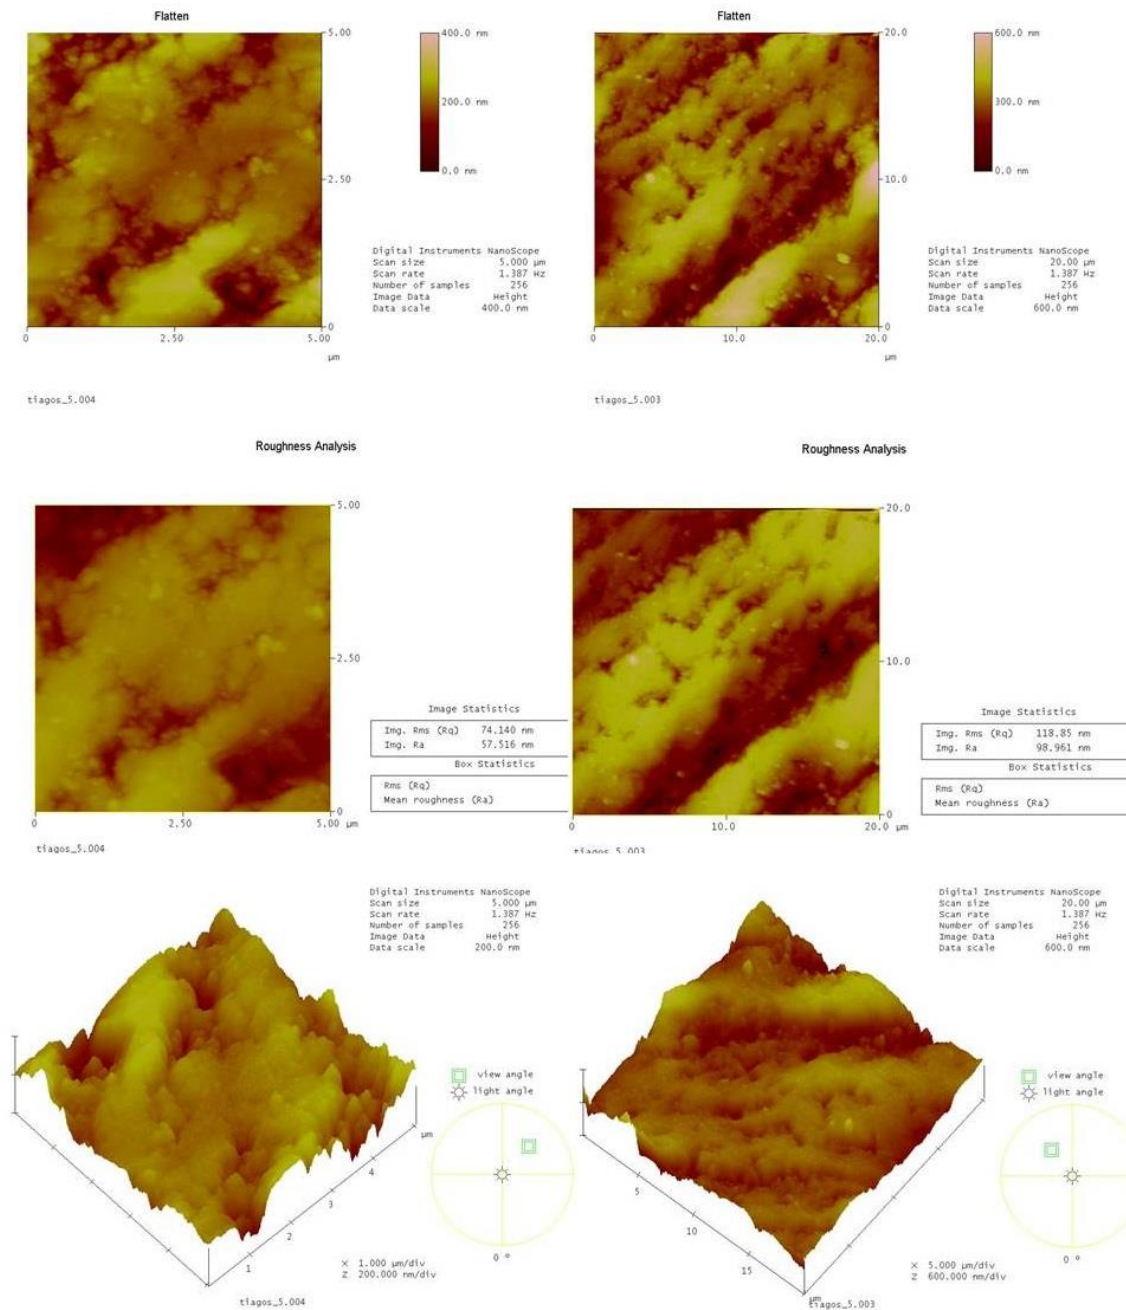 Flatten
5.00
2.50
0
0
2.50
5.00
µm
400.0 nm
200.0 nm
0.0 nm
Digital Instruments NanoScope
Scan size 5.000 µm
Scan rate 1.387 Hz
Number of samples 256
Image Data Height
Data scale 400.0 nm
tiagos_5.004
Flatten
20.0
10.0
0
0
10.0
20.0
µm
600.0 nm
300.0 nm
0.0 nm
Digital Instruments NanoScope
Scan size 20.00 µm
Scan rate 1.387 Hz
Number of samples 256
Image Data Height
Data scale 600.0 nm
tiagos_5.003
Roughness Analysis
5.00
2.50
0
0
2.50
5.00 µm
Image Statistics
Img. Rms (Rq) 74.140 nm
Img. Ra 57.516 nm
Box Statistics
Rms (Rq)
Mean roughness (Ra)
tiagos_5.004
Roughness Analysis
20.0
10.0
0
0
10.0
20.0 µm
Image Statistics
Img. Rms (Rq) 118.85 nm
Img. Ra 98.961 nm
Box Statistics
Rms (Rq)
Mean roughness (Ra)
tiagos_5.003
Digital Instruments NanoScope
Scan size 5.000 µm
Scan rate 1.387 Hz
Number of samples 256
Image Data Height
Data scale 200.0 nm
view angle
light angle
0 º
µm
4
3
2
1
X 1.000 µm/div
Z 200.000 nm/div
tiagos_5.004
Digital Instruments NanoScope
Scan size 20.00 µm
Scan rate 1.387 Hz
Number of samples 256
Image Data Height
Data scale 600.0 nm
view angle
light angle
0 º
5
10
15
µm
X 5.000 µm/div
Z 600.000 nm/div
tiagos_5.003